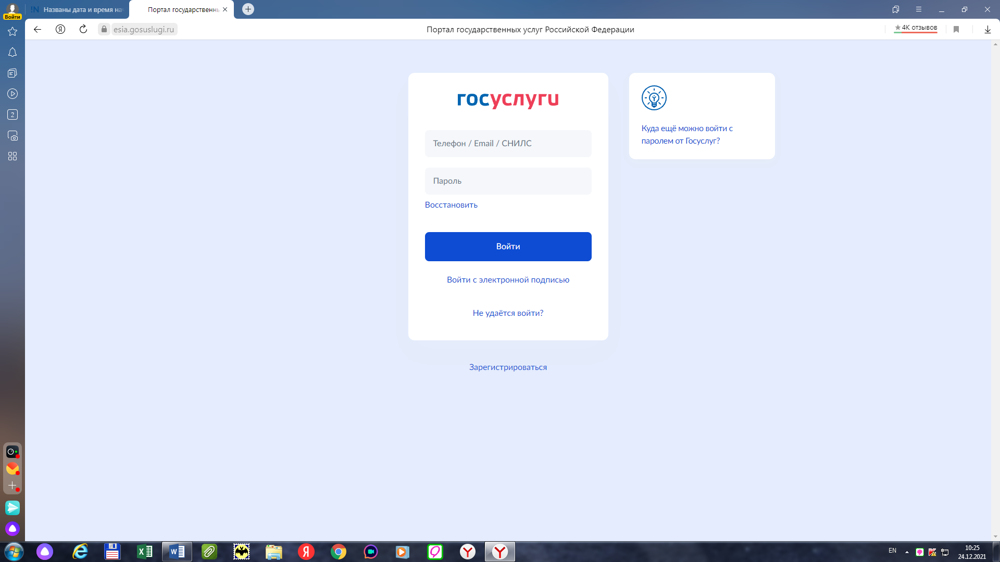 Войти
!N Названы дата и время на
Портал государственнь
esia.gosuslugi.ru
Портал государственных услуг Российской Федерации
4К отзывов
2
госуслуги
Телефон / Email / СНИЛС
Пароль
Восстановить
Войти
Войти с электронной подписью
Не удаётся войти?
Зарегистрироваться
Куда ещё можно войти с
паролем от Госуслуг?
EN
10:25
24.12.2021